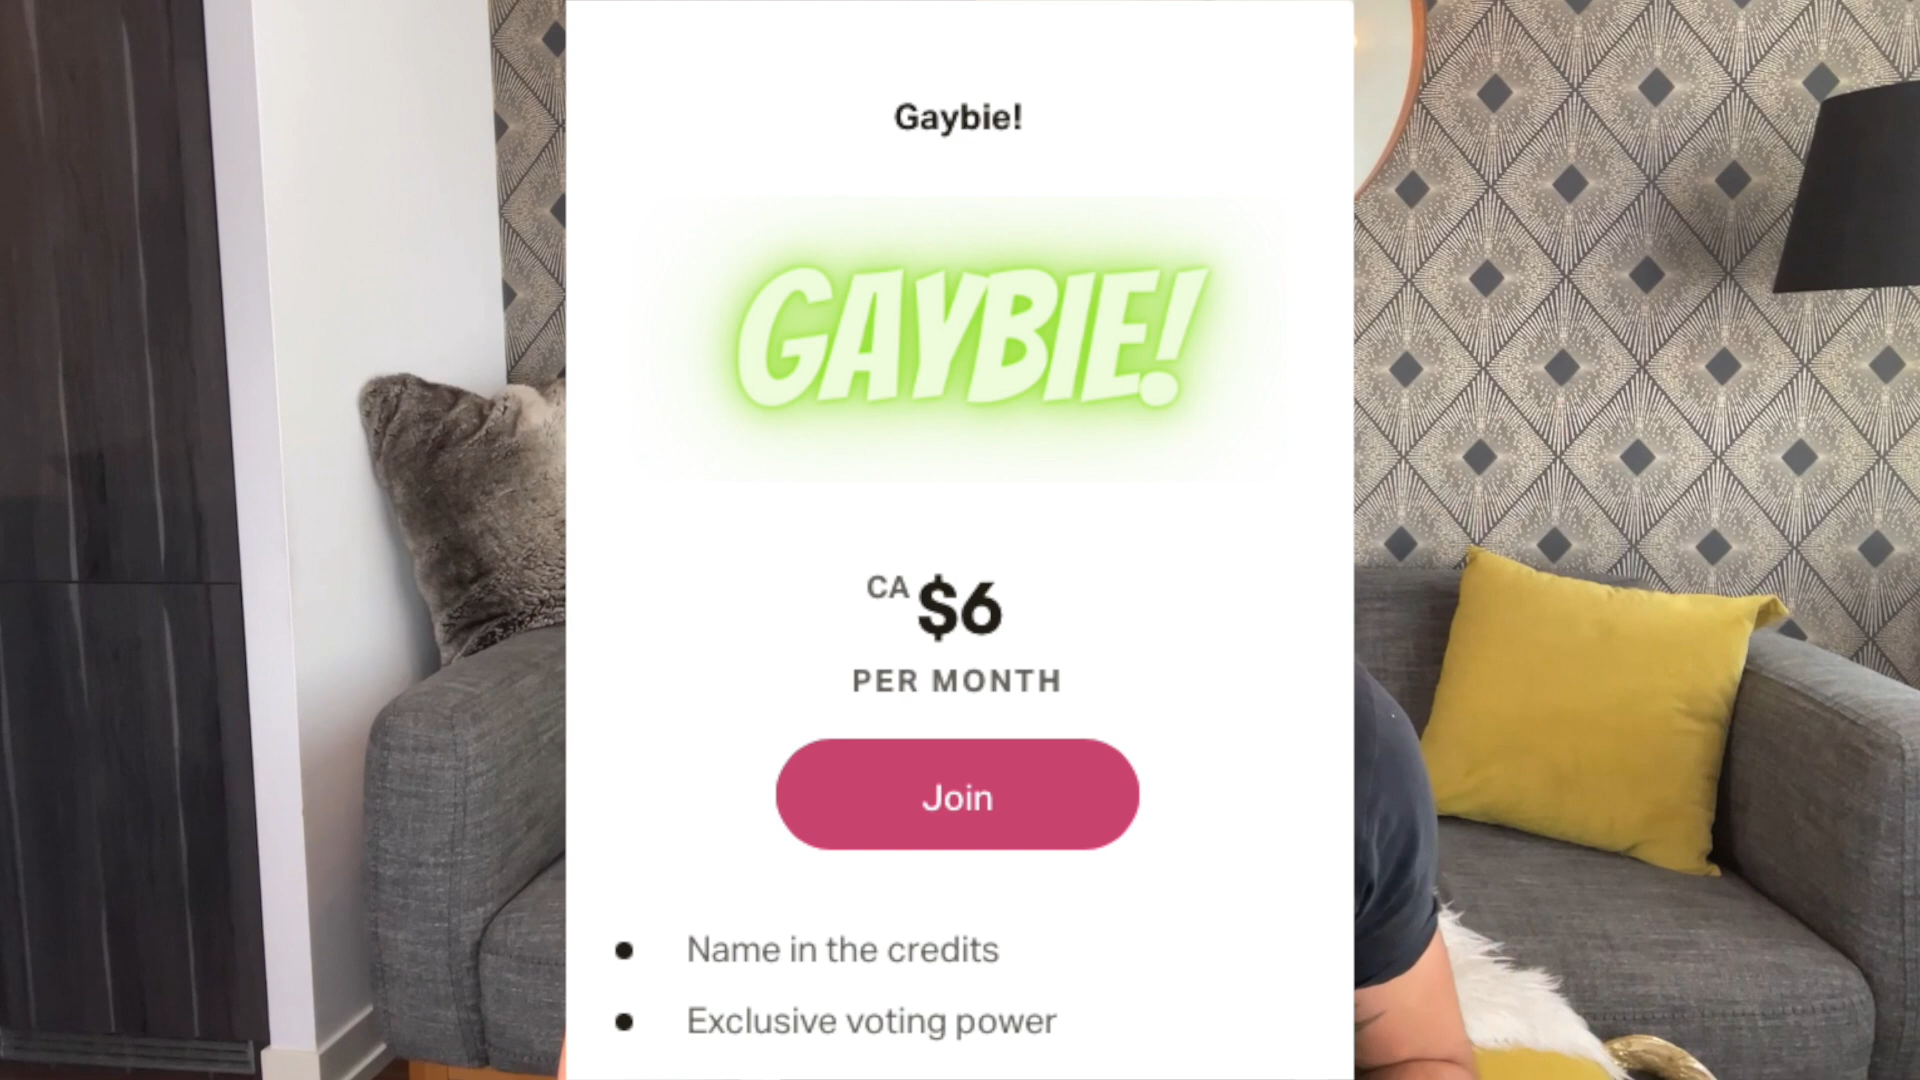 Gaybie!
GAYBIE!
CA $6
PER MONTH
Join
Name in the credits
Exclusive voting power